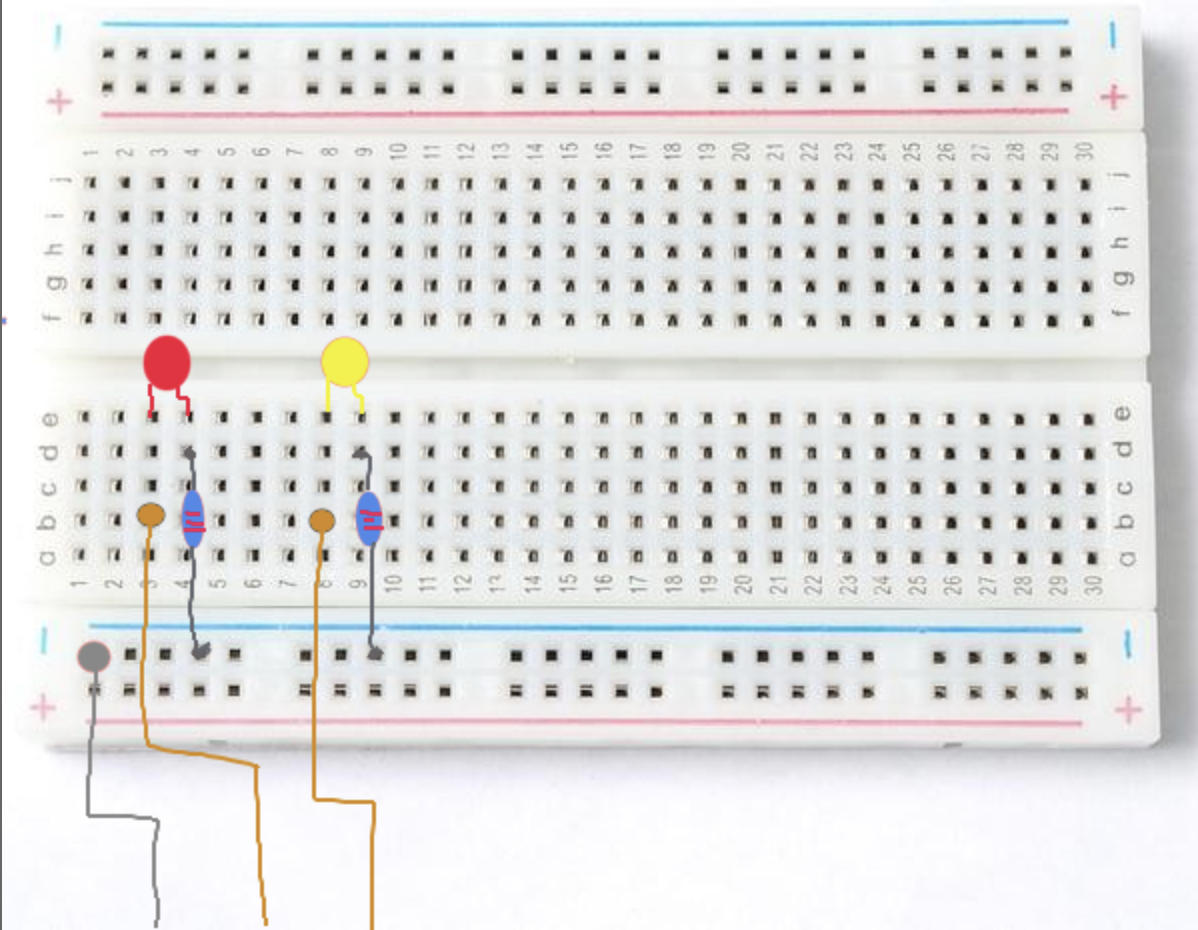 - -
+ +
1 2 3 4 5 6 7 8 9 10 11 12 13 14 15 16 17 18 19 20 21 22 23 24 25 26 27 28 29 30
j j
i i
h h
g g
f f
e e
d d
c c
b b
a a
1 2 3 4 5 6 7 8 9 10 11 12 13 14 15 16 17 18 19 20 21 22 23 24 25 26 27 28 29 30
- -
+ +